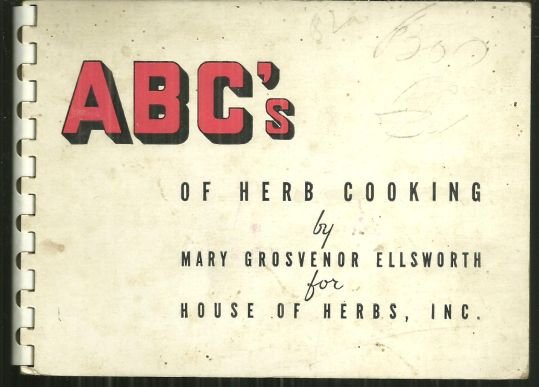 ABC's
OF HERB COOKING
by
MARY GROSVENOR ELLSWORTH
for
HOUSE OF HERBS, INC.